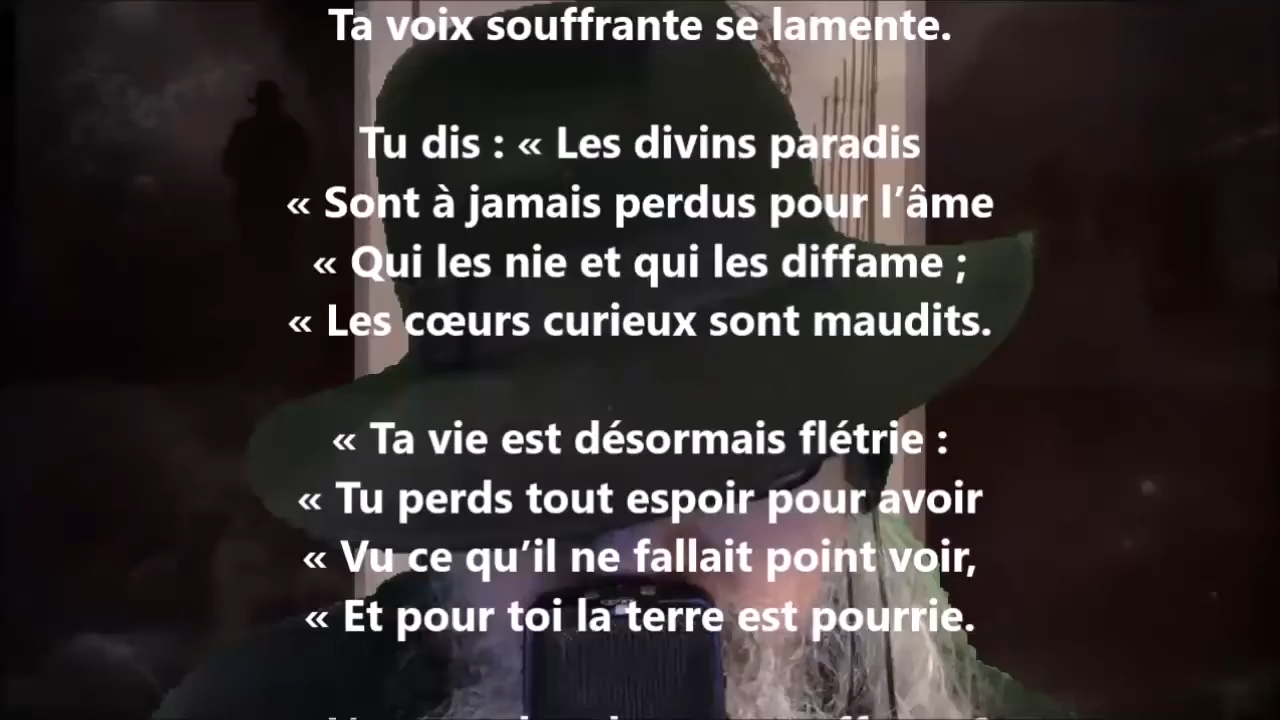 Ta voix souffrante se lamente.
Tu dis : « Les divins paradis
« Sont à jamais perdus pour l’âme
« Qui les nie et qui les diffame ;
« Les cœurs curieux sont maudits.
« Ta vie est désormais flétrie :
« Tu perds tout espoir pour avoir
« Vu ce qu’il ne fallait point voir,
« Et pour toi la terre est pourrie.